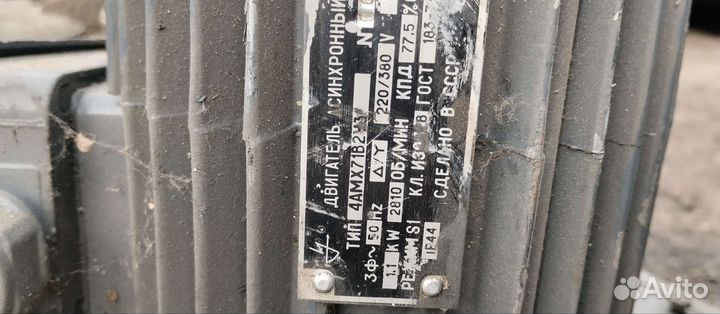 ДВИГАТЕЛЬ АСИНХРОННЫЙ
ТИП 4АМХ71В2У3 N
3Ф~ 50 Hz Δ/Y 220/380 V
1.1 KW 2810 ОБ/МИН КПД 77.5
РЕЖИМ S1 КЛ. ИЗОЛ. В ГОСТ 183
IP44 СДЕЛАНО В СССР
Avito